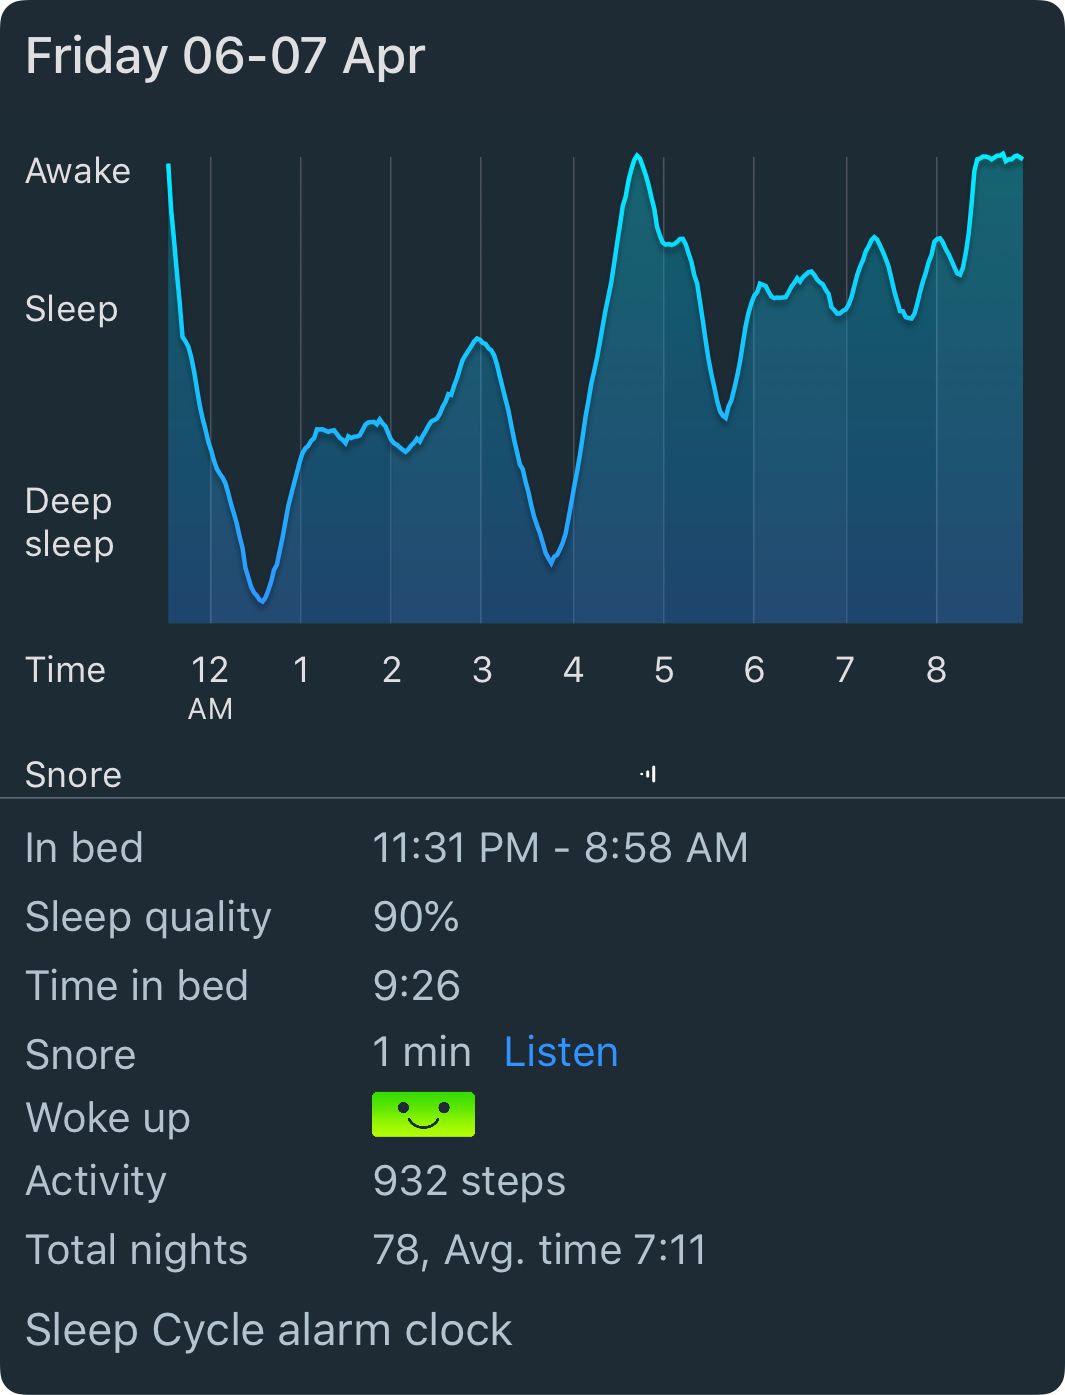 Friday 06-07 Apr
Awake
Sleep
Deep
sleep
Time 12 1 2 3 4 5 6 7 8
AM
Snore
In bed 11:31 PM - 8:58 AM
Sleep quality 90%
Time in bed 9:26
Snore 1 min Listen
Woke up
Activity 932 steps
Total nights 78, Avg. time 7:11
Sleep Cycle alarm clock